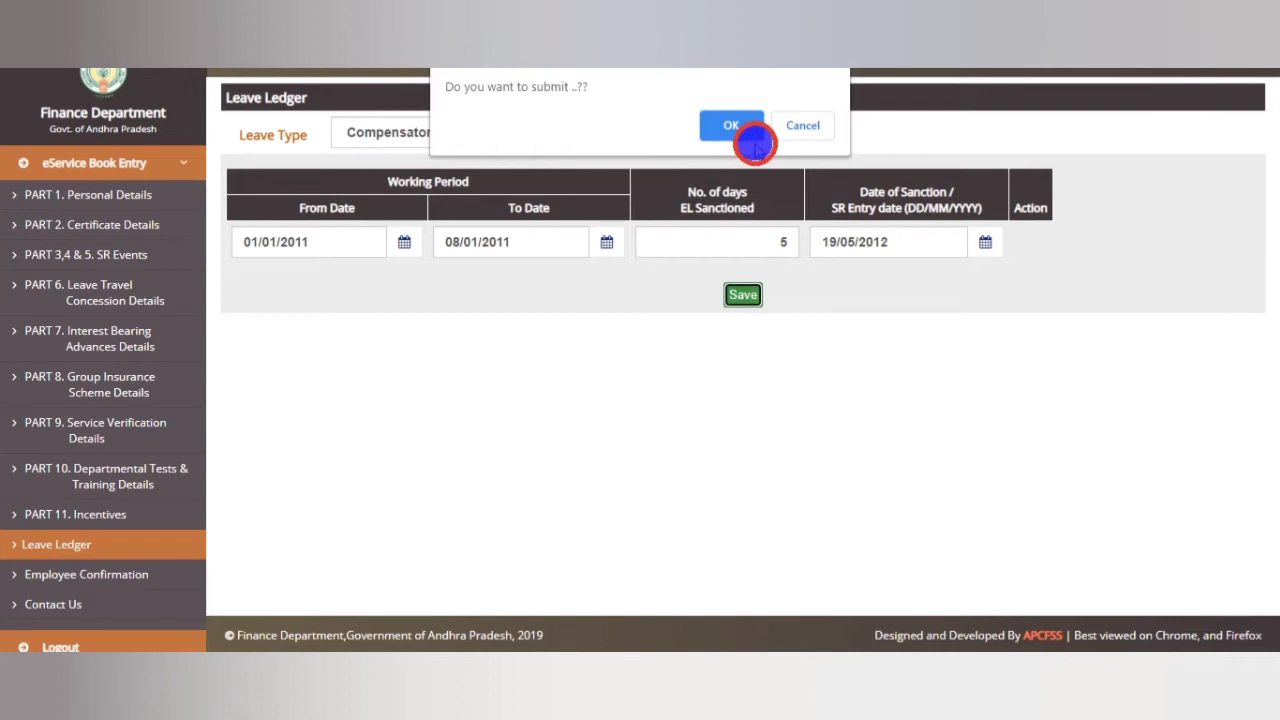 Finance Department
Govt. of Andhra Pradesh
eService Book Entry
PART 1. Personal Details
PART 2. Certificate Details
PART 3,4 & 5. SR Events
PART 6. Leave Travel
Concession Details
PART 7. Interest Bearing
Advances Details
PART 8. Group Insurance
Scheme Details
PART 9. Service Verification
Details
PART 10. Departmental Tests &
Training Details
PART 11. Incentives
Leave Ledger
Employee Confirmation
Contact Us
Logout
Do you want to submit ..??
OK
Cancel
Leave Ledger
Leave Type
Compensator
Working Period
From Date
To Date
No. of days
EL Sanctioned
Date of Sanction /
SR Entry date (DD/MM/YYYY)
Action
01/01/2011
08/01/2011
5
19/05/2012
Save
© Finance Department,Government of Andhra Pradesh, 2019
Designed and Developed By APCFSS | Best viewed on Chrome, and Firefox